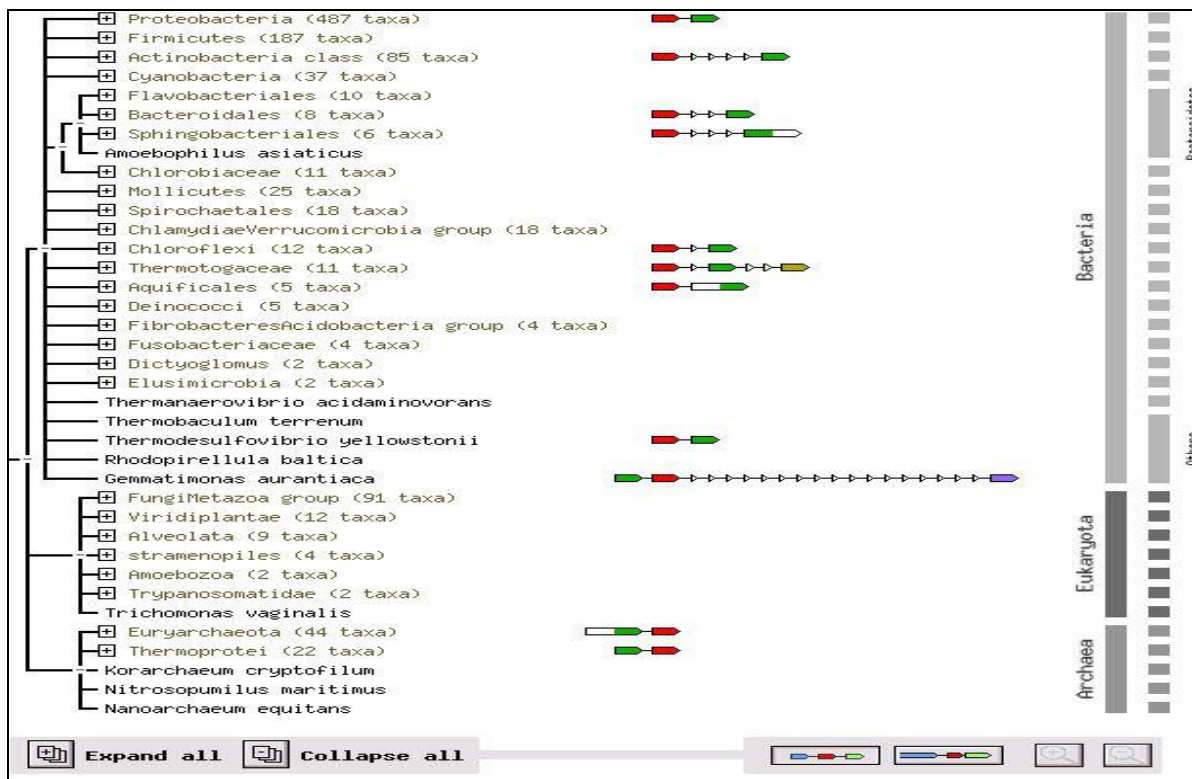 Proteobacteria (487 taxa)
Firmicutes (187 taxa)
Actinobacteria class (85 taxa)
Cyanobacteria (37 taxa)
Flavobacteriales (10 taxa)
Bacteroidales (8 taxa)
Sphingobacteriales (6 taxa)
Amoebophilus asiaticus
Chlorobiaceae (11 taxa)
Mollicutes (25 taxa)
Spirochaetales (18 taxa)
ChlamydiaeVerrucomicrobia group (18 taxa)
Chloroflexi (12 taxa)
Thermotogaceae (11 taxa)
Aquificales (5 taxa)
Deinococci (5 taxa)
FibrobacteresAcidobacteria group (4 taxa)
Fusobacteriaceae (4 taxa)
Dictyoglomus (2 taxa)
Elusimicrobia (2 taxa)
Thermanaerovibrio acidaminovorans
Thermobaculum terrenum
Thermodesulfovibrio yellowstonii
Rhodopirellula baltica
Gemmatimonas aurantiaca
FungiMetazoa group (91 taxa)
Viridiplantae (12 taxa)
Alveolata (9 taxa)
stramenopiles (4 taxa)
Amoebozoa (2 taxa)
Trypanosomatidae (2 taxa)
Trichomonas vaginalis
Euryarchaeota (44 taxa)
Thermoprotei (22 taxa)
Korarchaeum cryptofilum
Nitrosopumilus maritimus
Nanoarchaeum equitans
Bacteria
Eukaryota
Archaea
Expand all
Collapse all